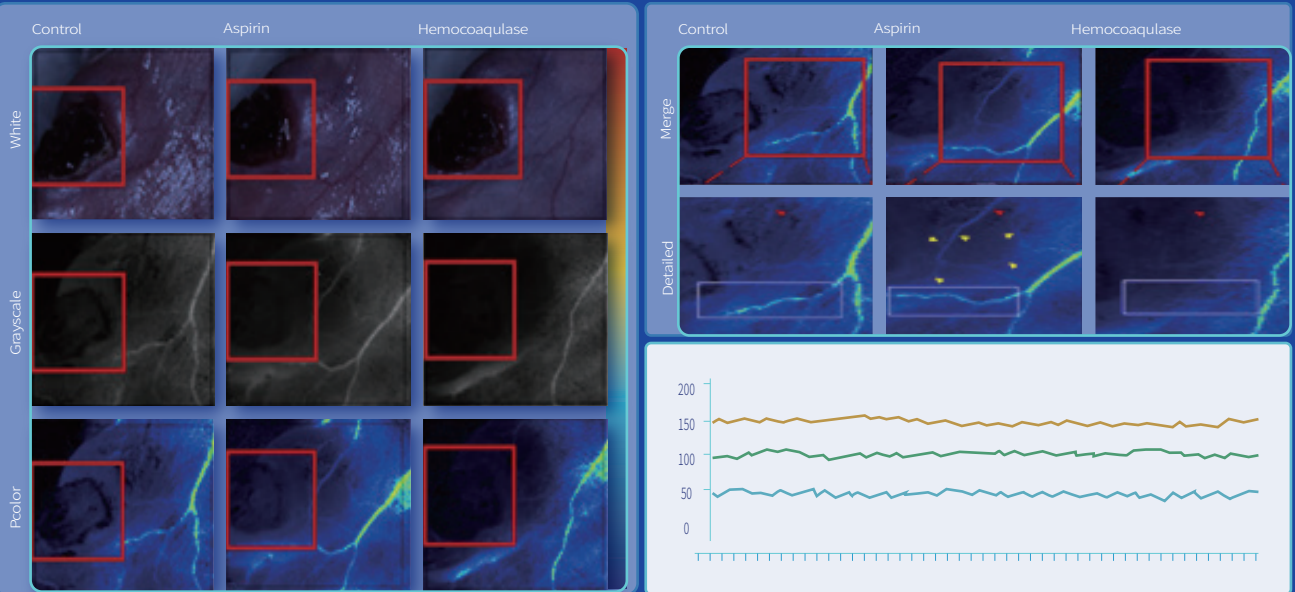 Control Aspirin Hemocoaqulase
White
Grayscale
Pcolor
Control Aspirin Hemocoaqulase
Merge
Detailed
200
150
100
50
0